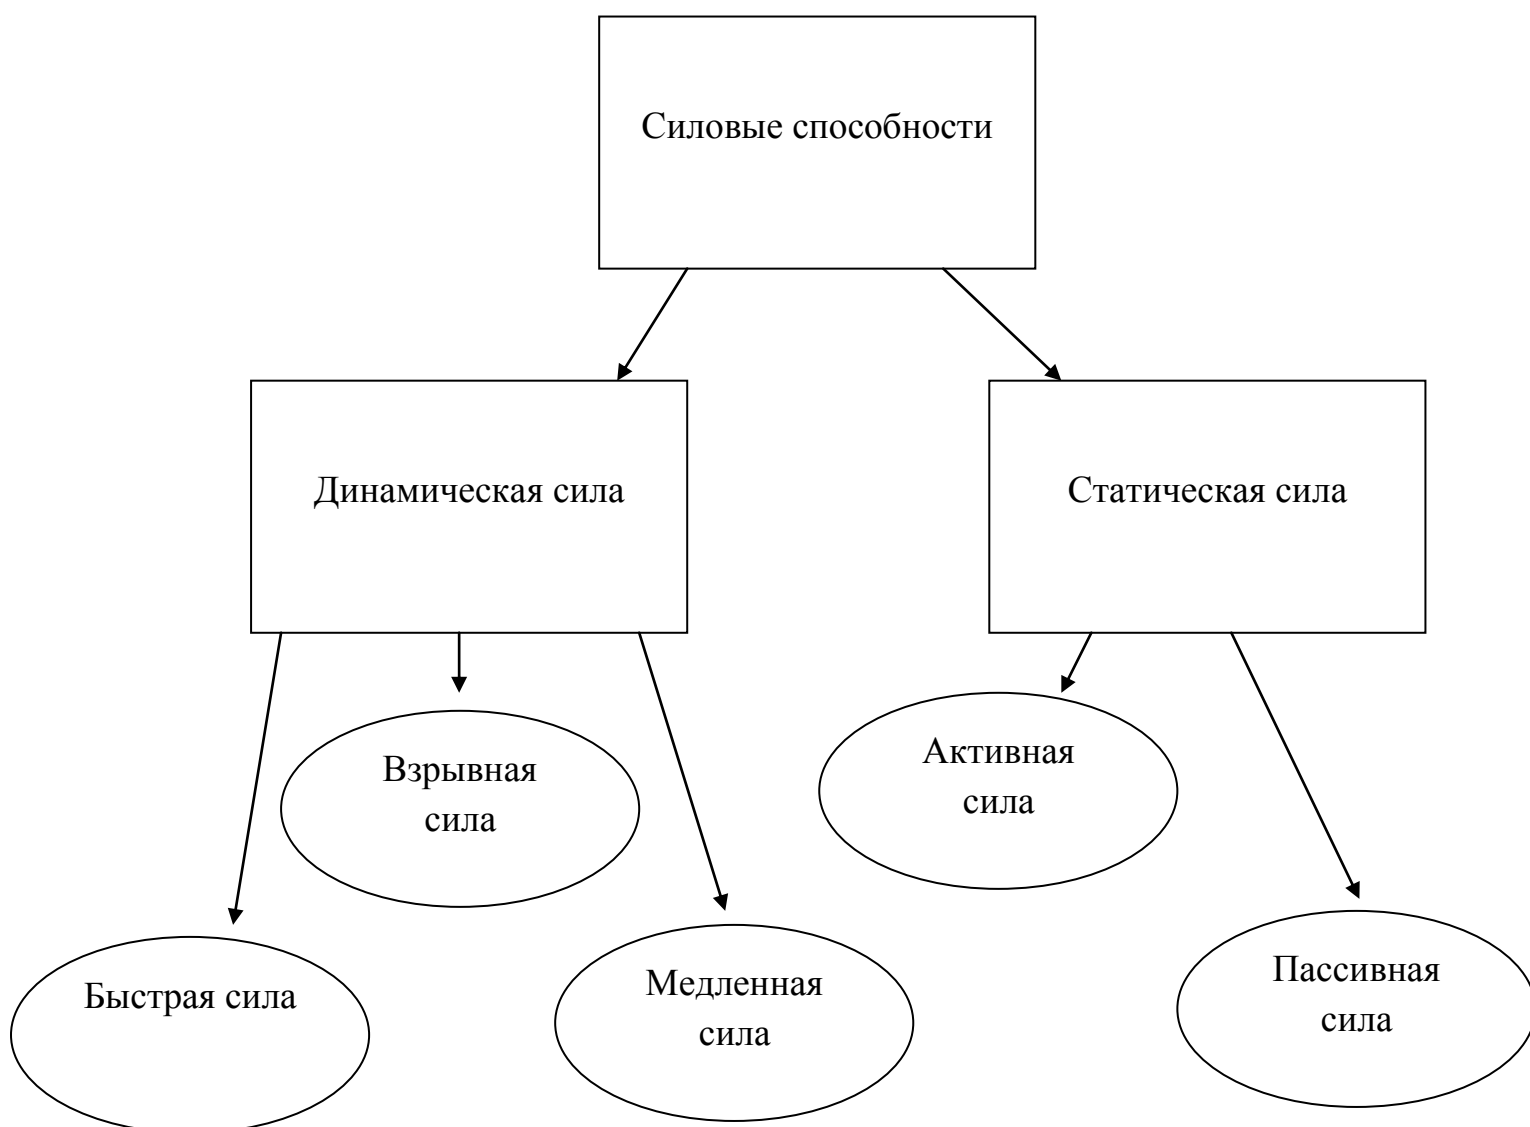 Силовые способности
Динамическая сила
Статическая сила
Взрывная
сила
Активная
сила
Быстрая сила
Медленная
сила
Пассивная
сила